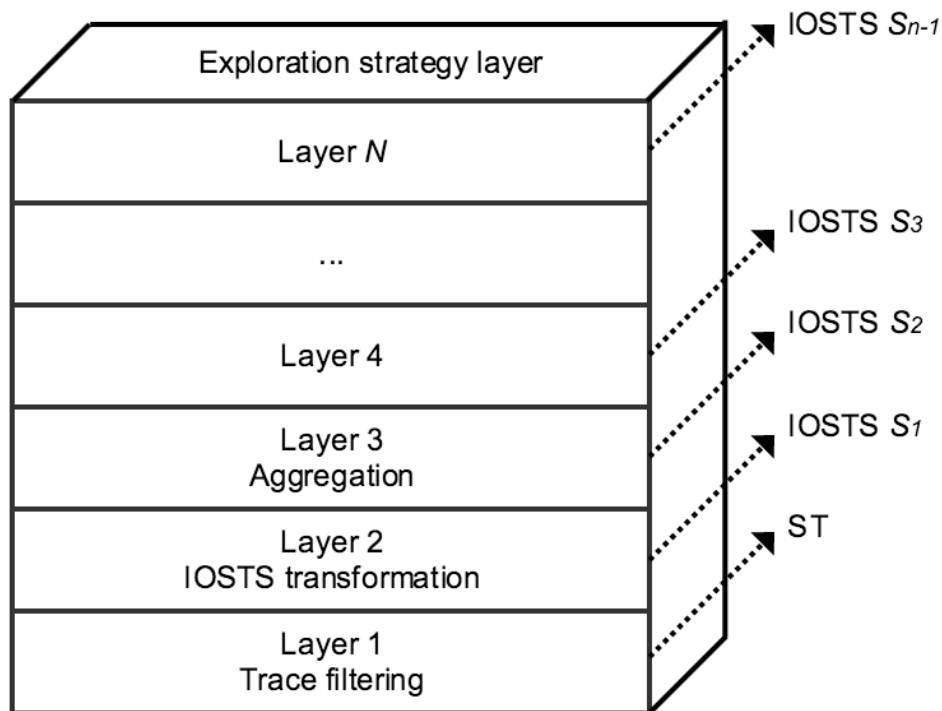 IOSTS Sn-1
Exploration strategy layer
Layer N
IOSTS S3
...
IOSTS S2
Layer 4
IOSTS S1
Layer 3
Aggregation
ST
Layer 2
IOSTS transformation
Layer 1
Trace filtering